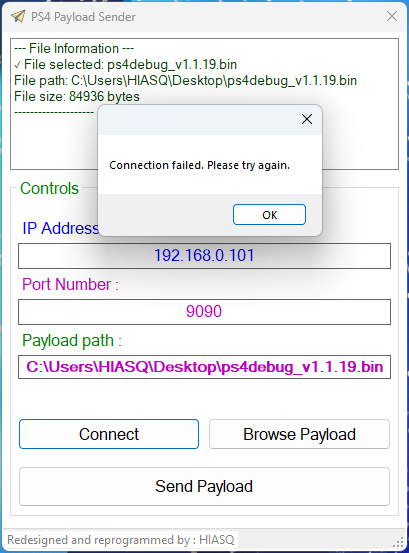 PS4 Payload Sender
--- File Information ---
✓ File selected: ps4debug_v1.1.19.bin
File path: C:\Users\HIASQ\Desktop\ps4debug_v1.1.19.bin
File size: 84936 bytes
--------------------
Connection failed. Please try again.
OK
Controls
IP Address
192.168.0.101
Port Number :
9090
Payload path :
C:\Users\HIASQ\Desktop\ps4debug_v1.1.19.bin
Connect
Browse Payload
Send Payload
Redesigned and reprogrammed by : HIASQ